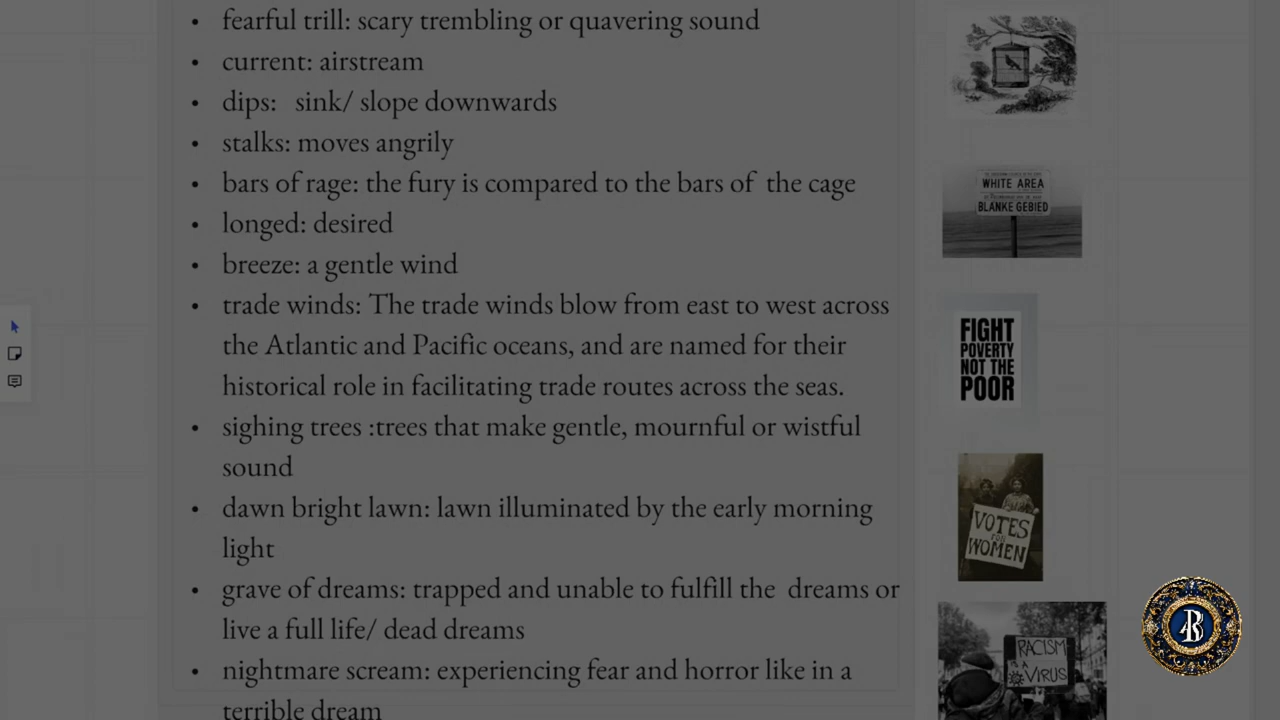 • fearful trill: scary trembling or quavering sound
• current: airstream
• dips: sink/ slope downwards
• stalks: moves angrily
• bars of rage: the fury is compared to the bars of the cage
• longed: desired
• breeze: a gentle wind
• trade winds: The trade winds blow from east to west across
the Atlantic and Pacific oceans, and are named for their
historical role in facilitating trade routes across the seas.
• sighing trees :trees that make gentle, mournful or wistful
sound
• dawn bright lawn: lawn illuminated by the early morning
light
• grave of dreams: trapped and unable to fulfill the dreams or
live a full life/ dead dreams
• nightmare scream: experiencing fear and horror like in a
terrible dream
WHITE AREA
BLANKE GEBIED
FIGHT
POVERTY
NOT THE
POOR
VOTES
FOR
WOMEN
RACISM
VIRUS
B